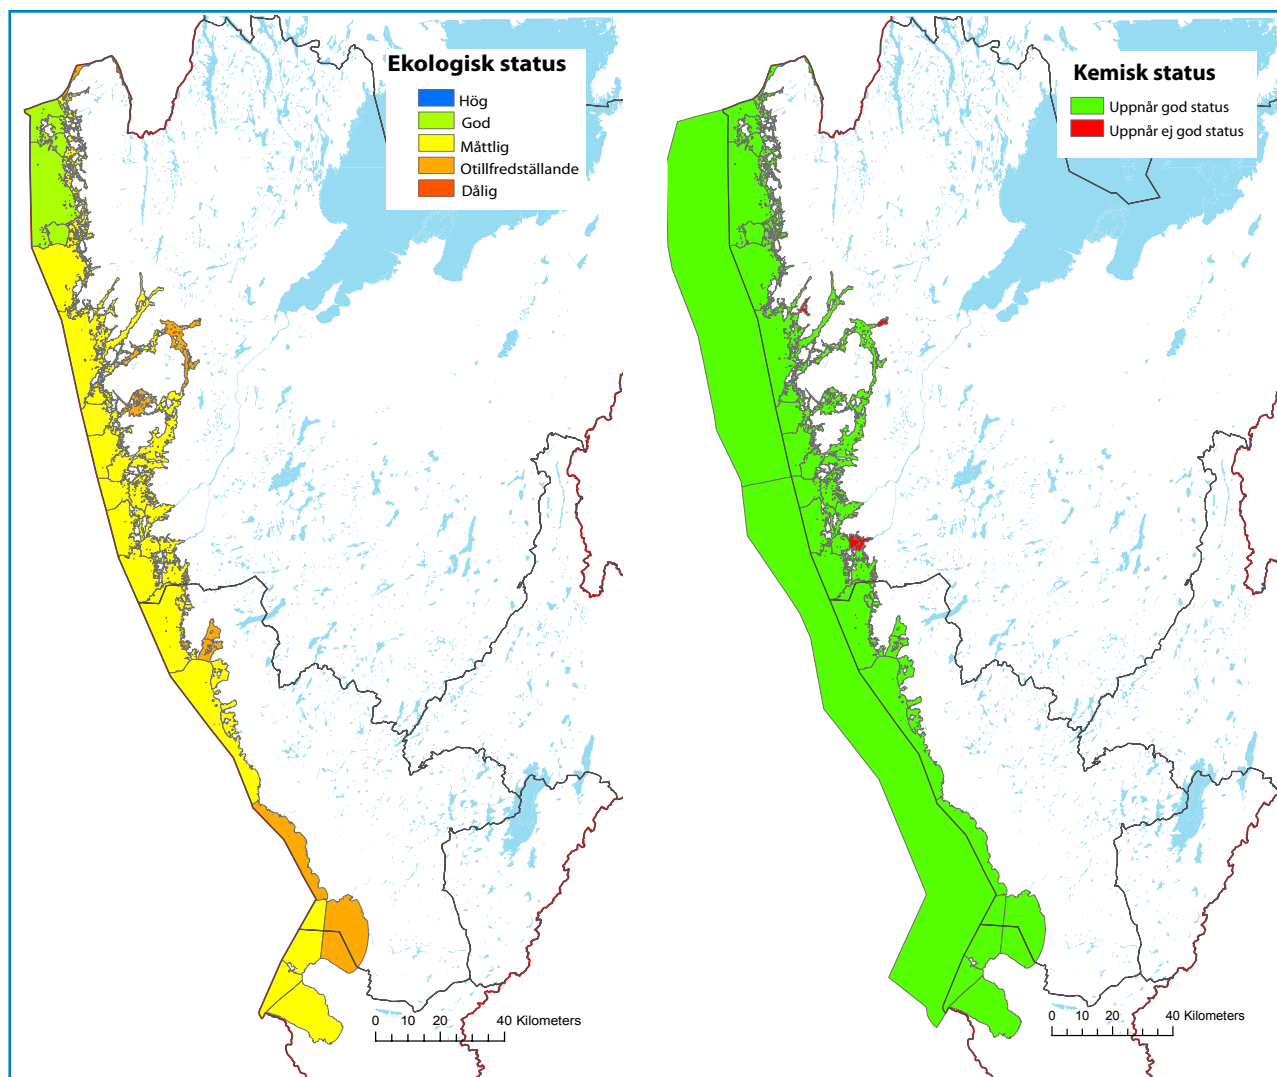 Ekologisk status
Hög
God
Måttlig
Otillfredställande
Dålig
0 10 20 40 Kilometers
Kemisk status
Uppnår god status
Uppnår ej god status
0 10 20 40 Kilometers